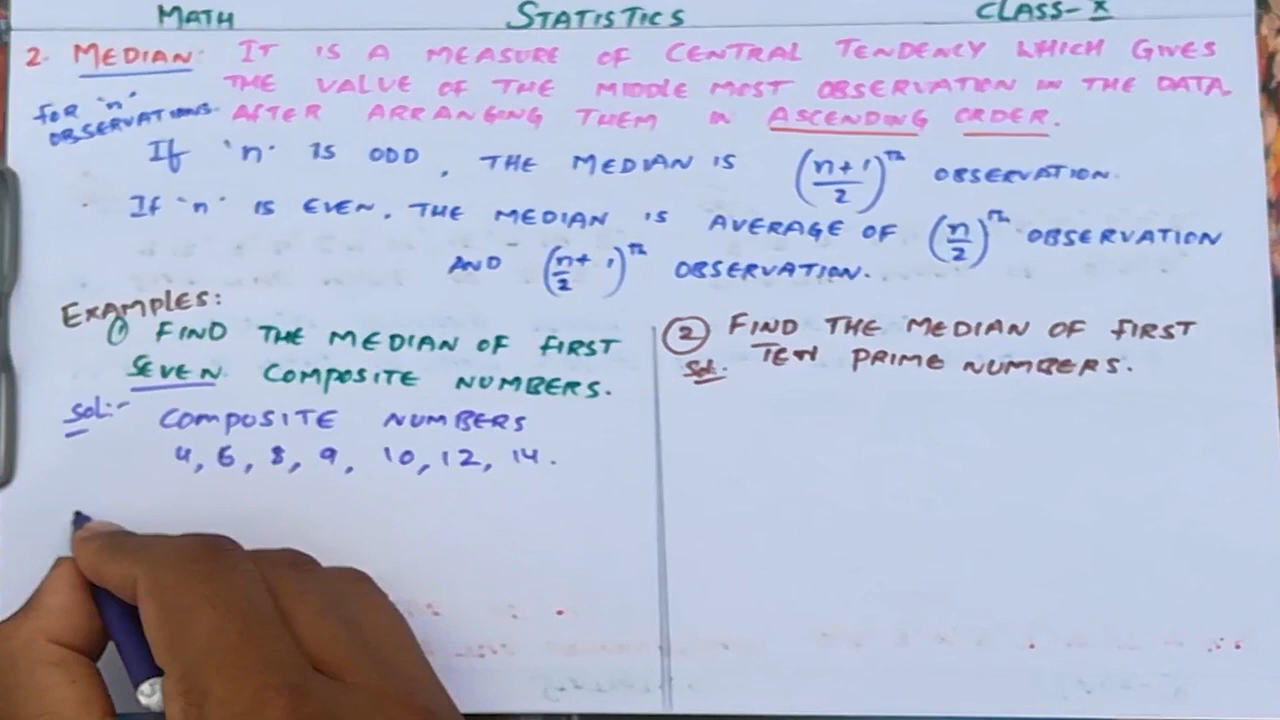 MATH STATISTICS CLASS-X
2. MEDIAN: IT IS A MEASURE OF CENTRAL TENDENCY WHICH GIVES
THE VALUE OF THE MIDDLE MOST OBSERVATION IN THE DATA,
FOR "n" OBSERVATIONS. AFTER ARRANGING THEM IN ASCENDING ORDER.
If 'n' IS ODD, THE MEDIAN IS ((n+1)/2)TH OBSERVATION.
If 'n' IS EVEN, THE MEDIAN IS AVERAGE OF (n/2)TH OBSERVATION
AND (n/2 + 1)TH OBSERVATION.
EXAMPLES:
① FIND THE MEDIAN OF FIRST
SEVEN COMPOSITE NUMBERS.
Sol:- COMPOSITE NUMBERS
4, 6, 8, 9, 10, 12, 14.
② FIND THE MEDIAN OF FIRST
TEN PRIME NUMBERS.
Sol: